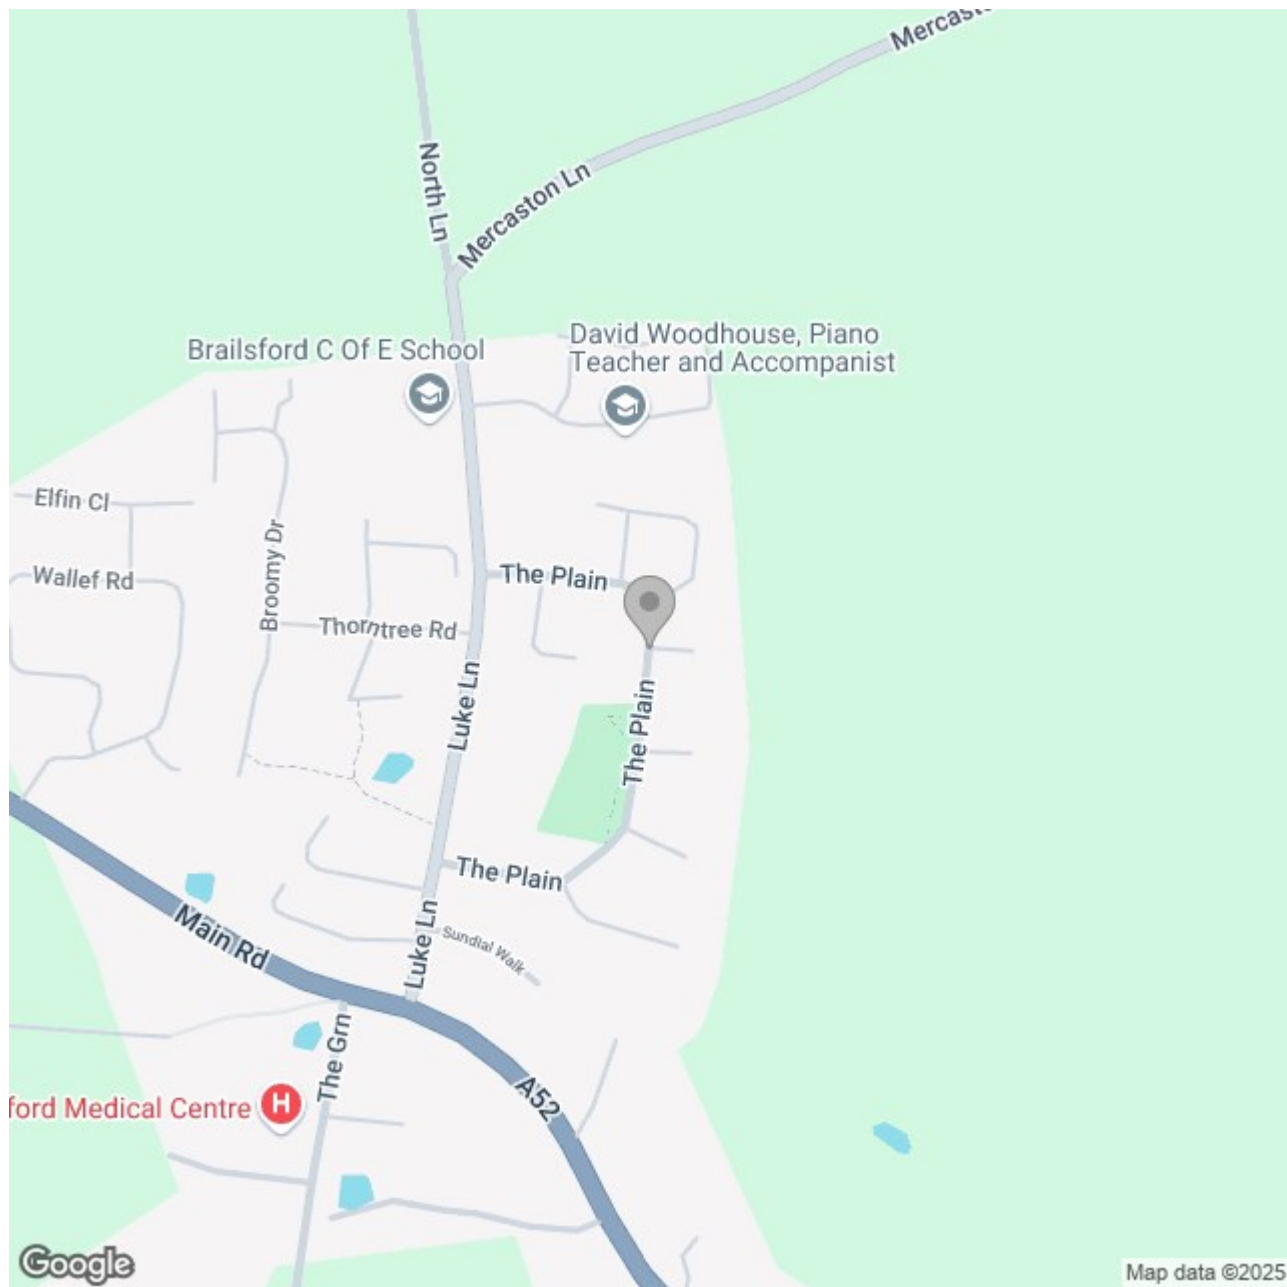 Mercaston
North Ln
Mercaston Ln
Brailsford C Of E School
David Woodhouse, Piano
Teacher and Accompanist
Elfin Cl
Wallef Rd
Broomy Dr
The Plain
Thorntree Rd
Luke Ln
The Plain
The Plain
Luke Ln
Sundial Walk
Main Rd
The Grn
A52
ford Medical Centre
H
Google
Map data ©2025